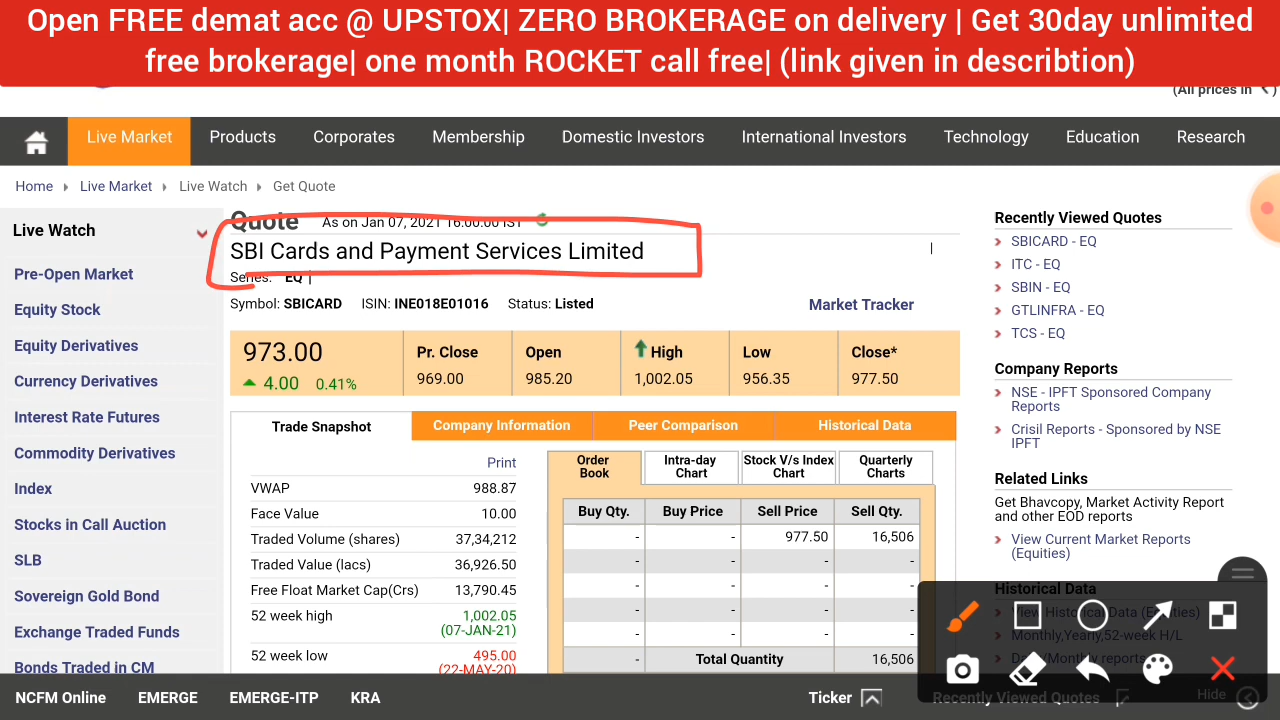 Open FREE demat acc @ UPSTOX| ZERO BROKERAGE on delivery | Get 30day unlimited
free brokerage| one month ROCKET call free| (link given in describtion)
(All prices in
Live Market Products Corporates Membership Domestic Investors International Investors Technology Education Research
Home Live Market Live Watch Get Quote
Live Watch
Pre-Open Market
Equity Stock
Equity Derivatives
Currency Derivatives
Interest Rate Futures
Commodity Derivatives
Index
Stocks in Call Auction
SLB
Sovereign Gold Bond
Exchange Traded Funds
Bonds Traded in CM
Quote As on Jan 07, 2021 16:00:00 IST
SBI Cards and Payment Services Limited |
Series: EQ |
Symbol: SBICARD ISIN: INE018E01016 Status: Listed Market Tracker
973.00 Pr. Close Open High Low Close*
4.00 0.41% 969.00 985.20 1,002.05 956.35 977.50
Trade Snapshot Company Information Peer Comparison Historical Data
Print
VWAP 988.87
Face Value 10.00
Traded Volume (shares) 37,34,212
Traded Value (lacs) 36,926.50
Free Float Market Cap(Crs) 13,790.45
52 week high 1,002.05
(07-JAN-21)
52 week low 495.00
(22-MAY-20)
Order Intra-day Stock V/s Index Quarterly
Book Chart Chart Charts
Buy Qty. Buy Price Sell Price Sell Qty.
- - 977.50 16,506
- - - -
- - - -
- - - -
- - - -
- Total Quantity 16,506
Recently Viewed Quotes
SBICARD - EQ
ITC - EQ
SBIN - EQ
GTLINFRA - EQ
TCS - EQ
Company Reports
NSE - IPFT Sponsored Company
Reports
Crisil Reports - Sponsored by NSE
IPFT
Related Links
Get Bhavcopy, Market Activity Report
and other EOD reports
View Current Market Reports
(Equities)
Historical Data
View Historical Data (Equities)
Monthly,Yearly,52-week H/L
Daily/Monthly reports
NCFM Online EMERGE EMERGE-ITP KRA Ticker Recently Viewed Quotes Hide